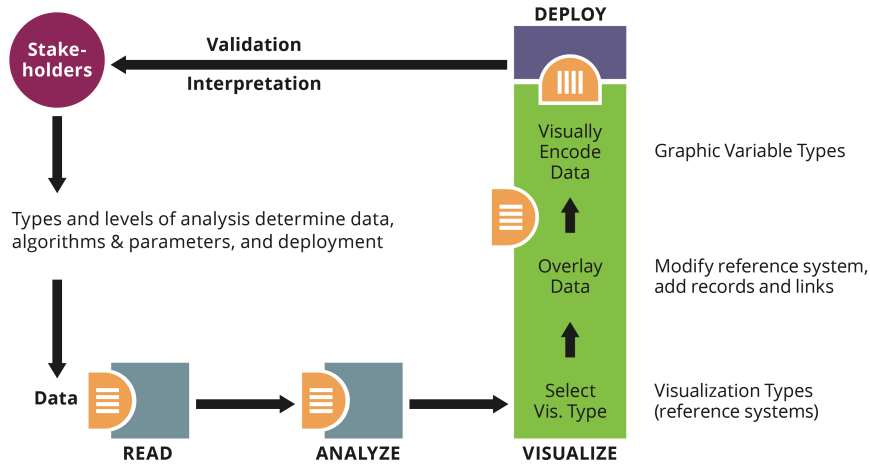 DEPLOY
Stake-
holders
Validation
Interpretation
Visually
Encode
Data
Graphic Variable Types
Types and levels of analysis determine data,
algorithms & parameters, and deployment
Overlay
Data
Modify reference system,
add records and links
Data
Select
Vis. Type
Visualization Types
(reference systems)
READ
ANALYZE
VISUALIZE